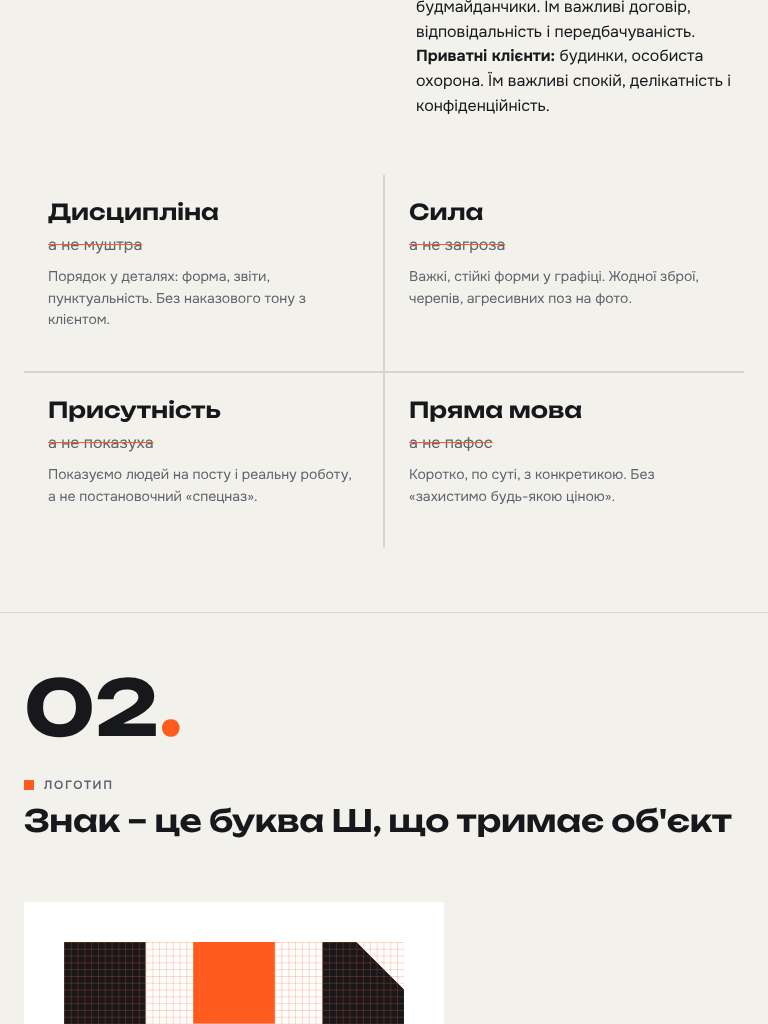 будмайданчики. Їм важливі договір,
відповідальність і передбачуваність.
Приватні клієнти: будинки, особиста
охорона. Їм важливі спокій, делікатність і
конфіденційність.
Дисципліна
а не муштра
Порядок у деталях: форма, звіти,
пунктуальність. Без наказового тону з
клієнтом.
Сила
а не загроза
Важкі, стійкі форми у графіці. Жодної зброї,
черепів, агресивних поз на фото.
Присутність
а не показуха
Показуємо людей на посту і реальну роботу,
а не постановочний «спецназ».
Пряма мова
а не пафос
Коротко, по суті, з конкретикою. Без
«захистимо будь-якою ціною».
02.
ЛОГОТИП
Знак – це буква Ш, що тримає об'єкт